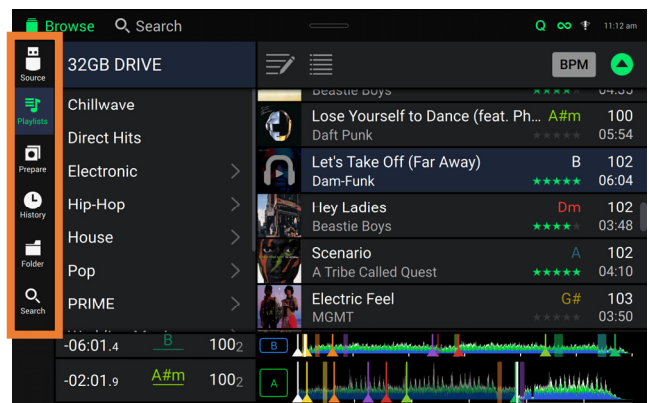 Browse
Search
Q
11:12 am
Source
Playlists
Prepare
History
Folder
Search
32GB DRIVE
Chillwave
Direct Hits
Electronic
Hip-Hop
House
Pop
PRIME
BPM
Beastie Boys
04:35
Lose Yourself to Dance (feat. Ph... A#m 100
Daft Punk 05:54
Let's Take Off (Far Away) B 102
Dam-Funk 06:04
Hey Ladies Dm 102
Beastie Boys 03:48
Scenario A 102
A Tribe Called Quest 04:10
Electric Feel G# 103
MGMT 03:50
-06:01.4 B 1002
B
-02:01.9 A#m 1002
A